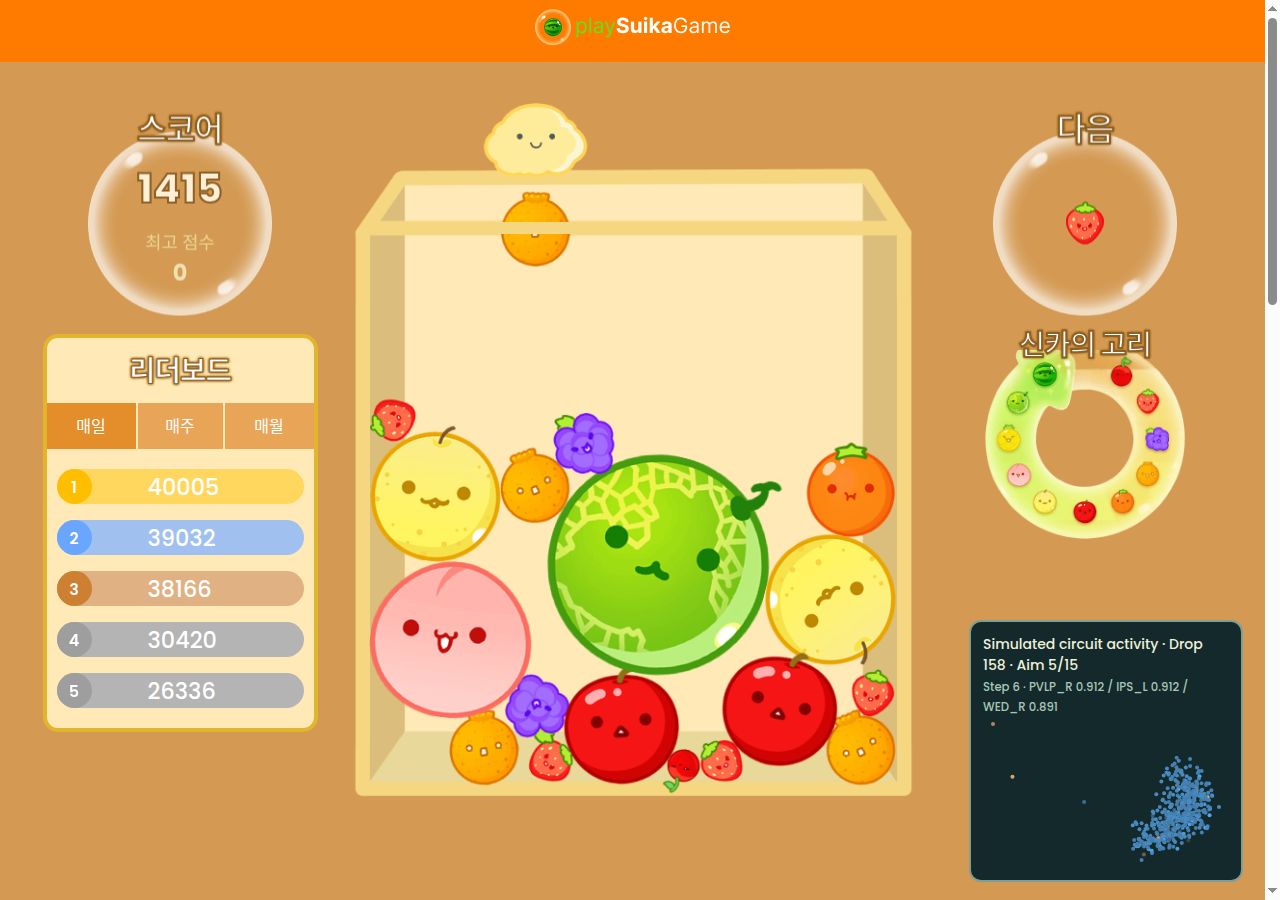 playSuikaGame
스코어
1415
최고 점수
0
다음
신카의 고리
리더보드
매일
매주
매월
1 40005
2 39032
3 38166
4 30420
5 26336
Simulated circuit activity · Drop
158 · Aim 5/15
Step 6 · PVLP_R 0.912 / IPS_L 0.912 /
WED_R 0.891